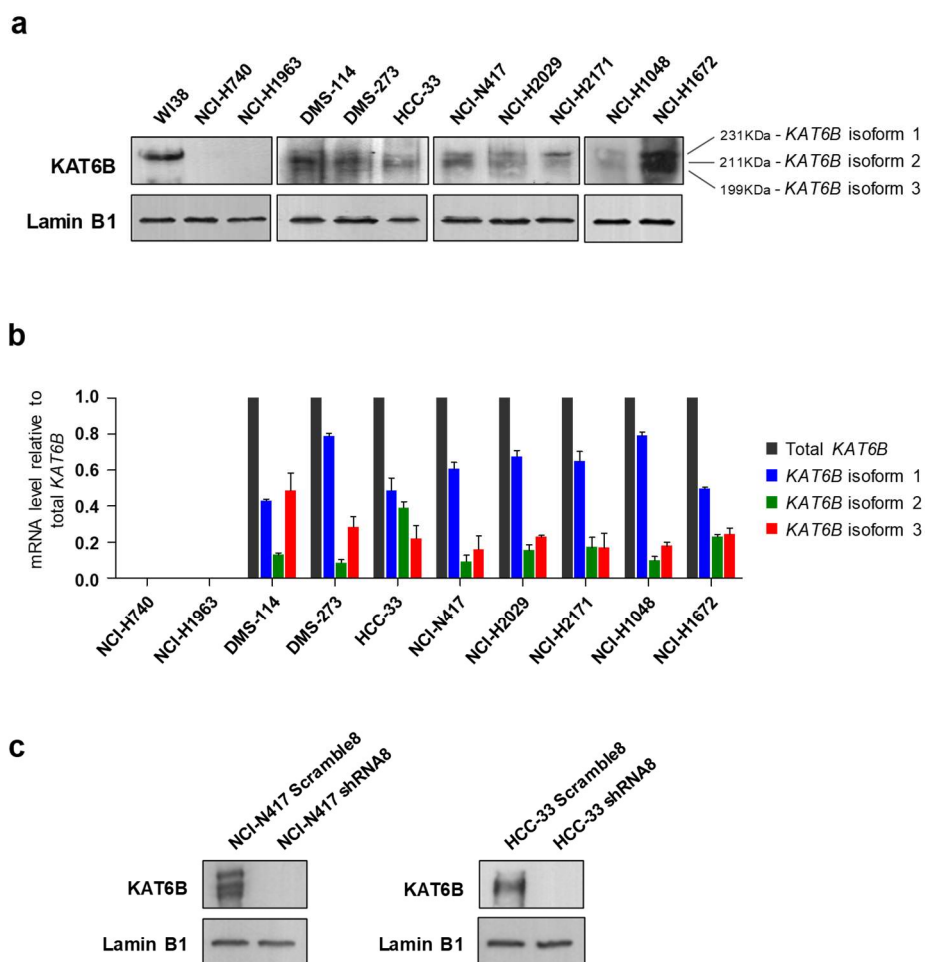 a
WI38
NCI-H740
NCI-H1963
DMS-114
DMS-273
HCC-33
NCI-N417
NCI-H2029
NCI-H2171
NCI-H1048
NCI-H1672
KAT6B
231KDa - KAT6B isoform 1
211KDa - KAT6B isoform 2
199KDa - KAT6B isoform 3
Lamin B1
b
mRNA level relative to
total KAT6B
1.0
0.8
0.6
0.4
0.2
0.0
Total KAT6B
KAT6B isoform 1
KAT6B isoform 2
KAT6B isoform 3
NCI-H740
NCI-H1963
DMS-114
DMS-273
HCC-33
NCI-N417
NCI-H2029
NCI-H2171
NCI-H1048
NCI-H1672
c
NCI-N417 Scramble8
NCI-N417 shRNA8
KAT6B
Lamin B1
HCC-33 Scramble8
HCC-33 shRNA8
KAT6B
Lamin B1